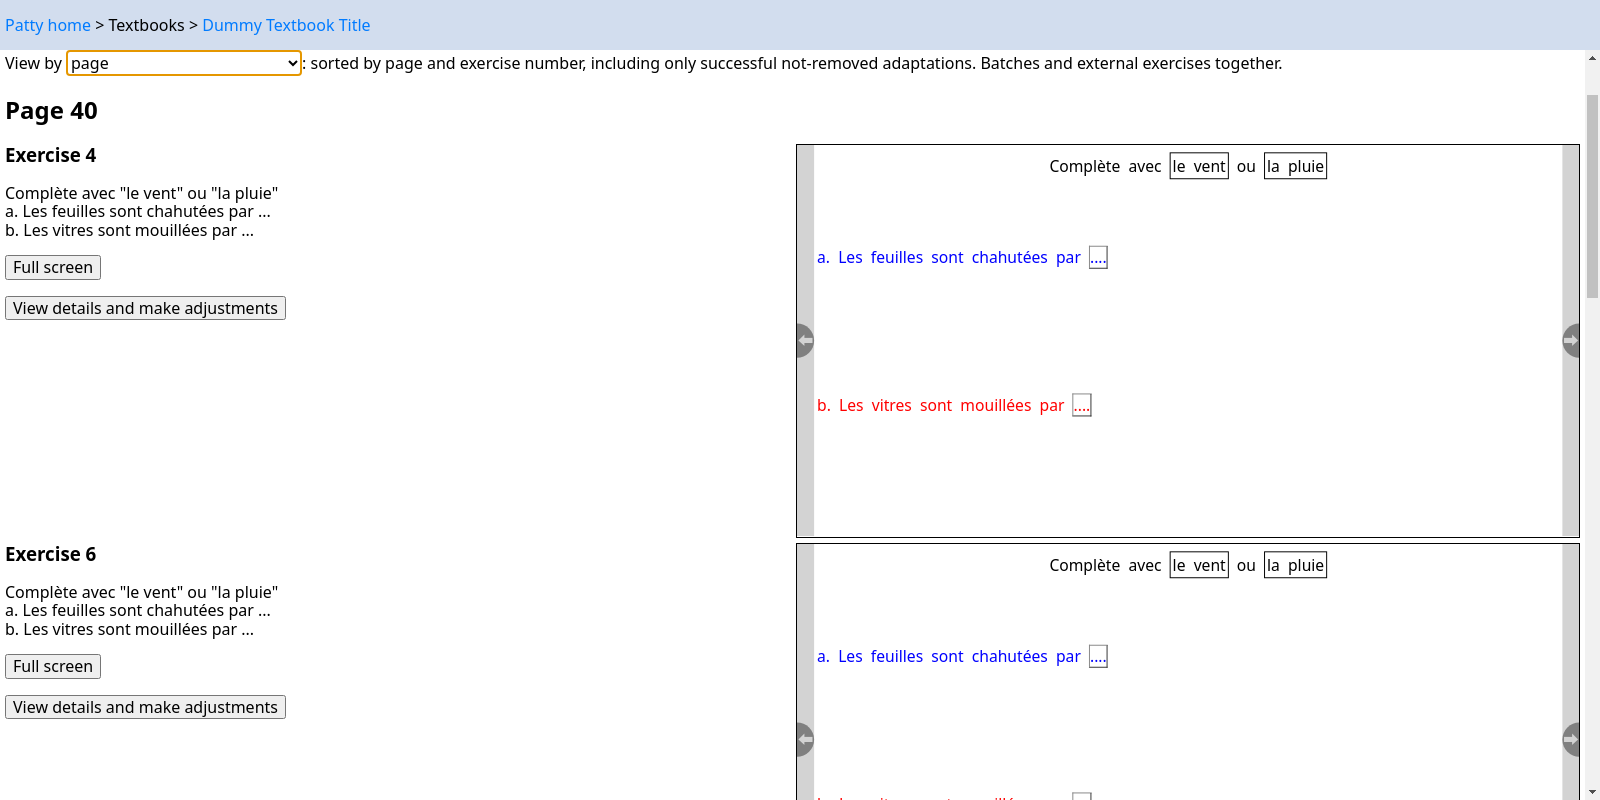 Patty home > Textbooks > Dummy Textbook Title
View by page : sorted by page and exercise number, including only successful not-removed adaptations. Batches and external exercises together.
Page 40
Exercise 4
Complète avec "le vent" ou "la pluie"
a. Les feuilles sont chahutées par ...
b. Les vitres sont mouillées par ...
Full screen
View details and make adjustments
Complète avec le vent ou la pluie
a. Les feuilles sont chahutées par ....
b. Les vitres sont mouillées par ....
Exercise 6
Complète avec "le vent" ou "la pluie"
a. Les feuilles sont chahutées par ...
b. Les vitres sont mouillées par ...
Full screen
View details and make adjustments
Complète avec le vent ou la pluie
a. Les feuilles sont chahutées par ....